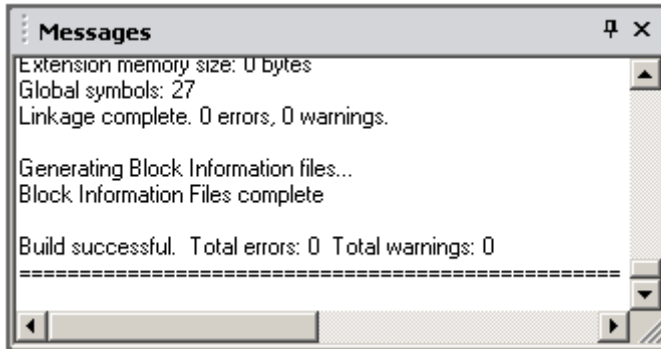 Messages
Extension memory size: 0 bytes
Global symbols: 27
Linkage complete. 0 errors, 0 warnings.
Generating Block Information files...
Block Information Files complete
Build successful.  Total errors: 0  Total warnings: 0
==================================================